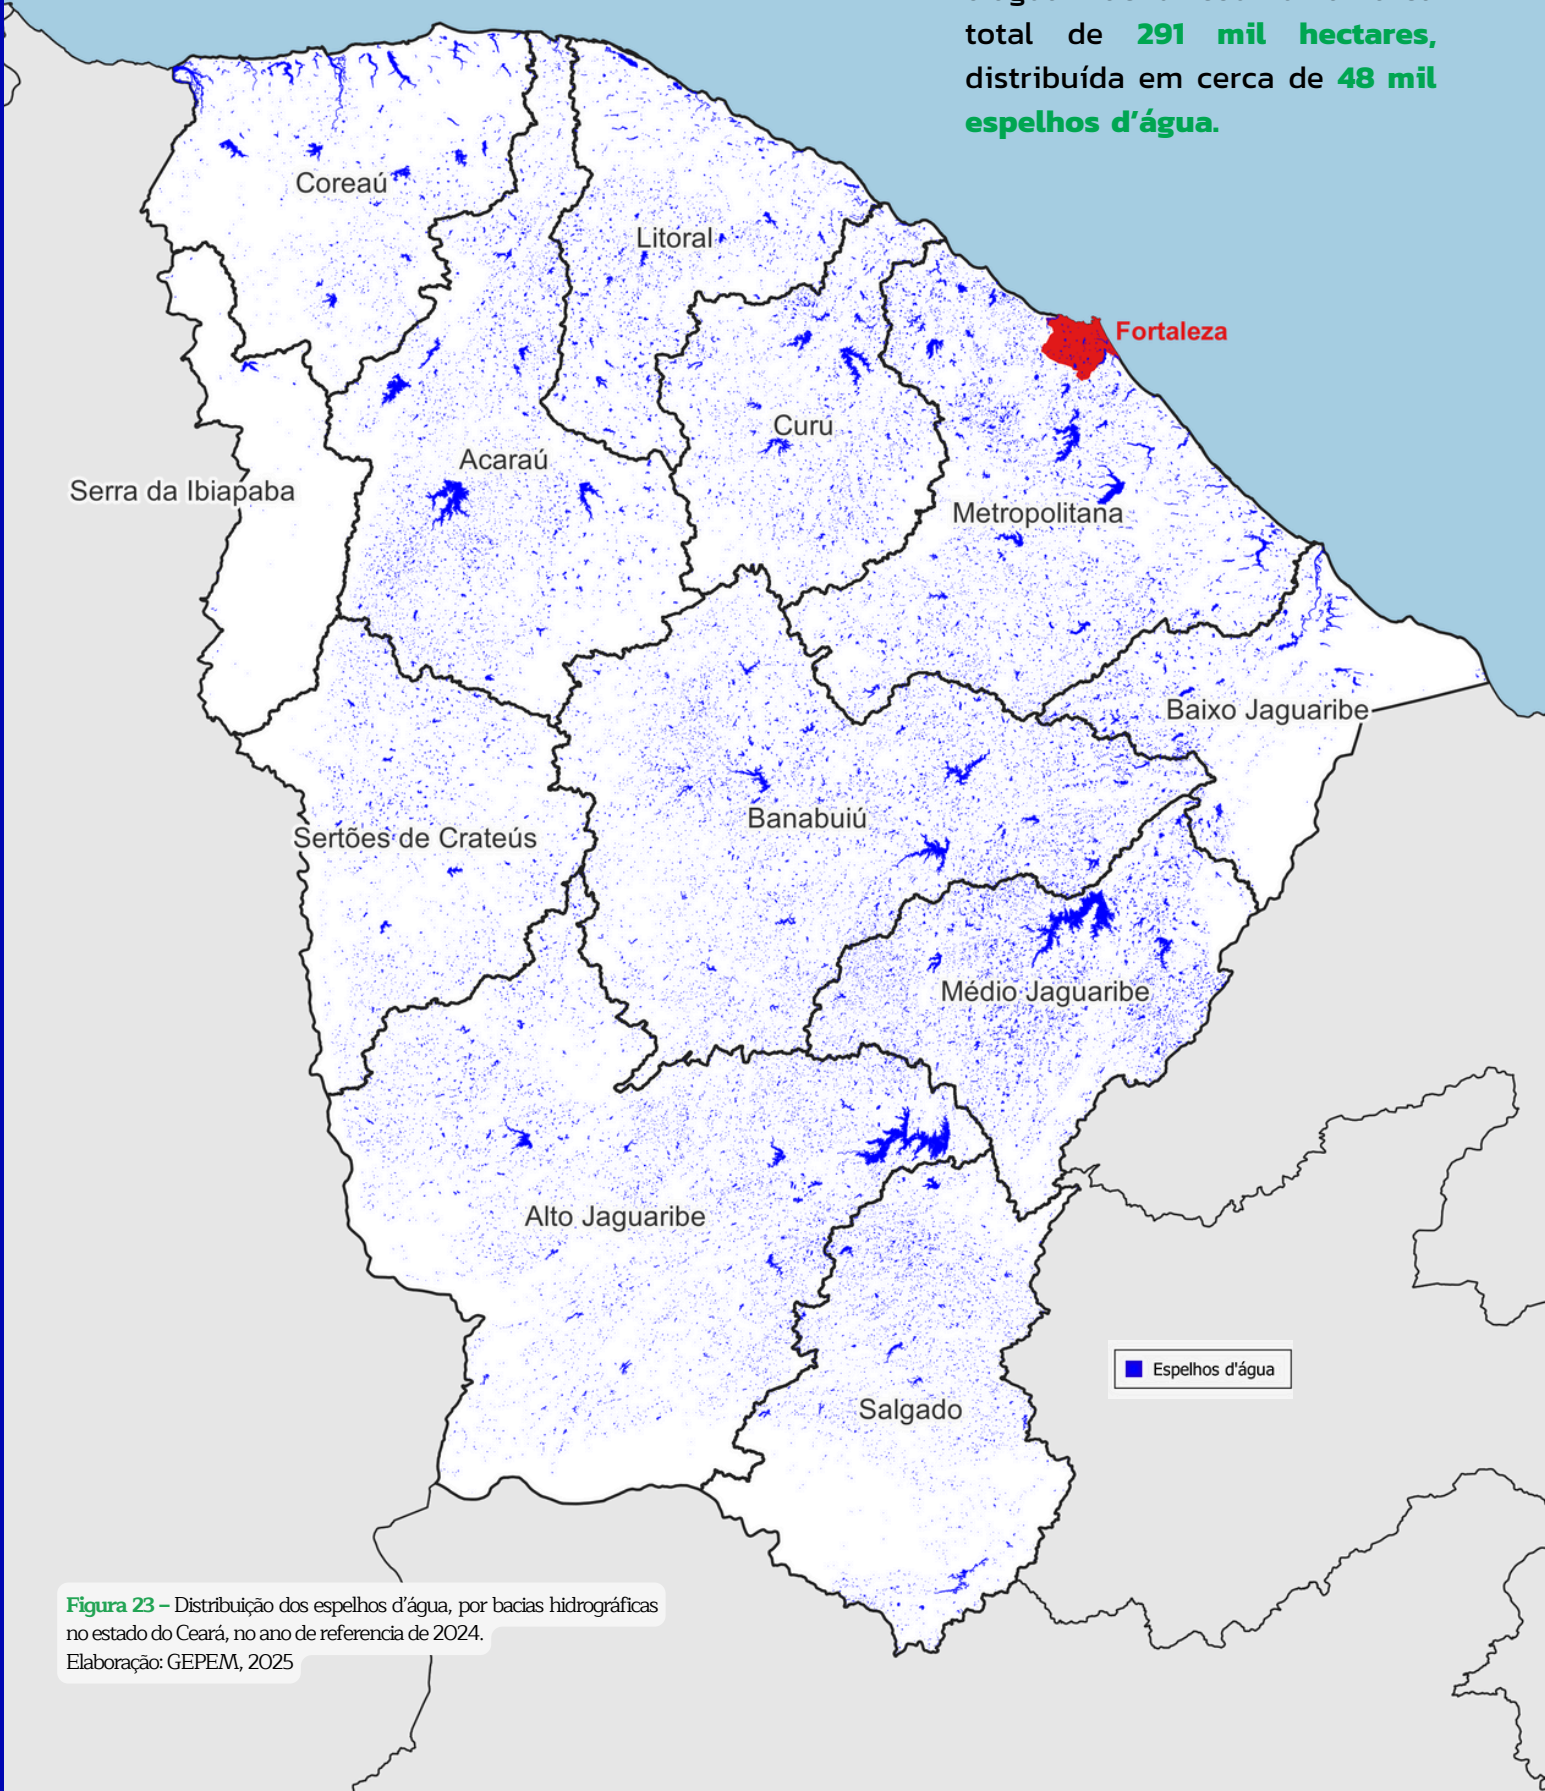 total de 291 mil hectares,
distribuída em cerca de 48 mil
espelhos d’água.
Coreaú
Litoral
Fortaleza
Curu
Acaraú
Serra da Ibiapaba
Metropolitana
Baixo Jaguaribe
Banabuiú
Sertões de Crateús
Médio Jaguaribe
Alto Jaguaribe
Espelhos d'água
Salgado
Figura 23 – Distribuição dos espelhos d’água, por bacias hidrográficas
no estado do Ceará, no ano de referencia de 2024.
Elaboração: GEPEM, 2025